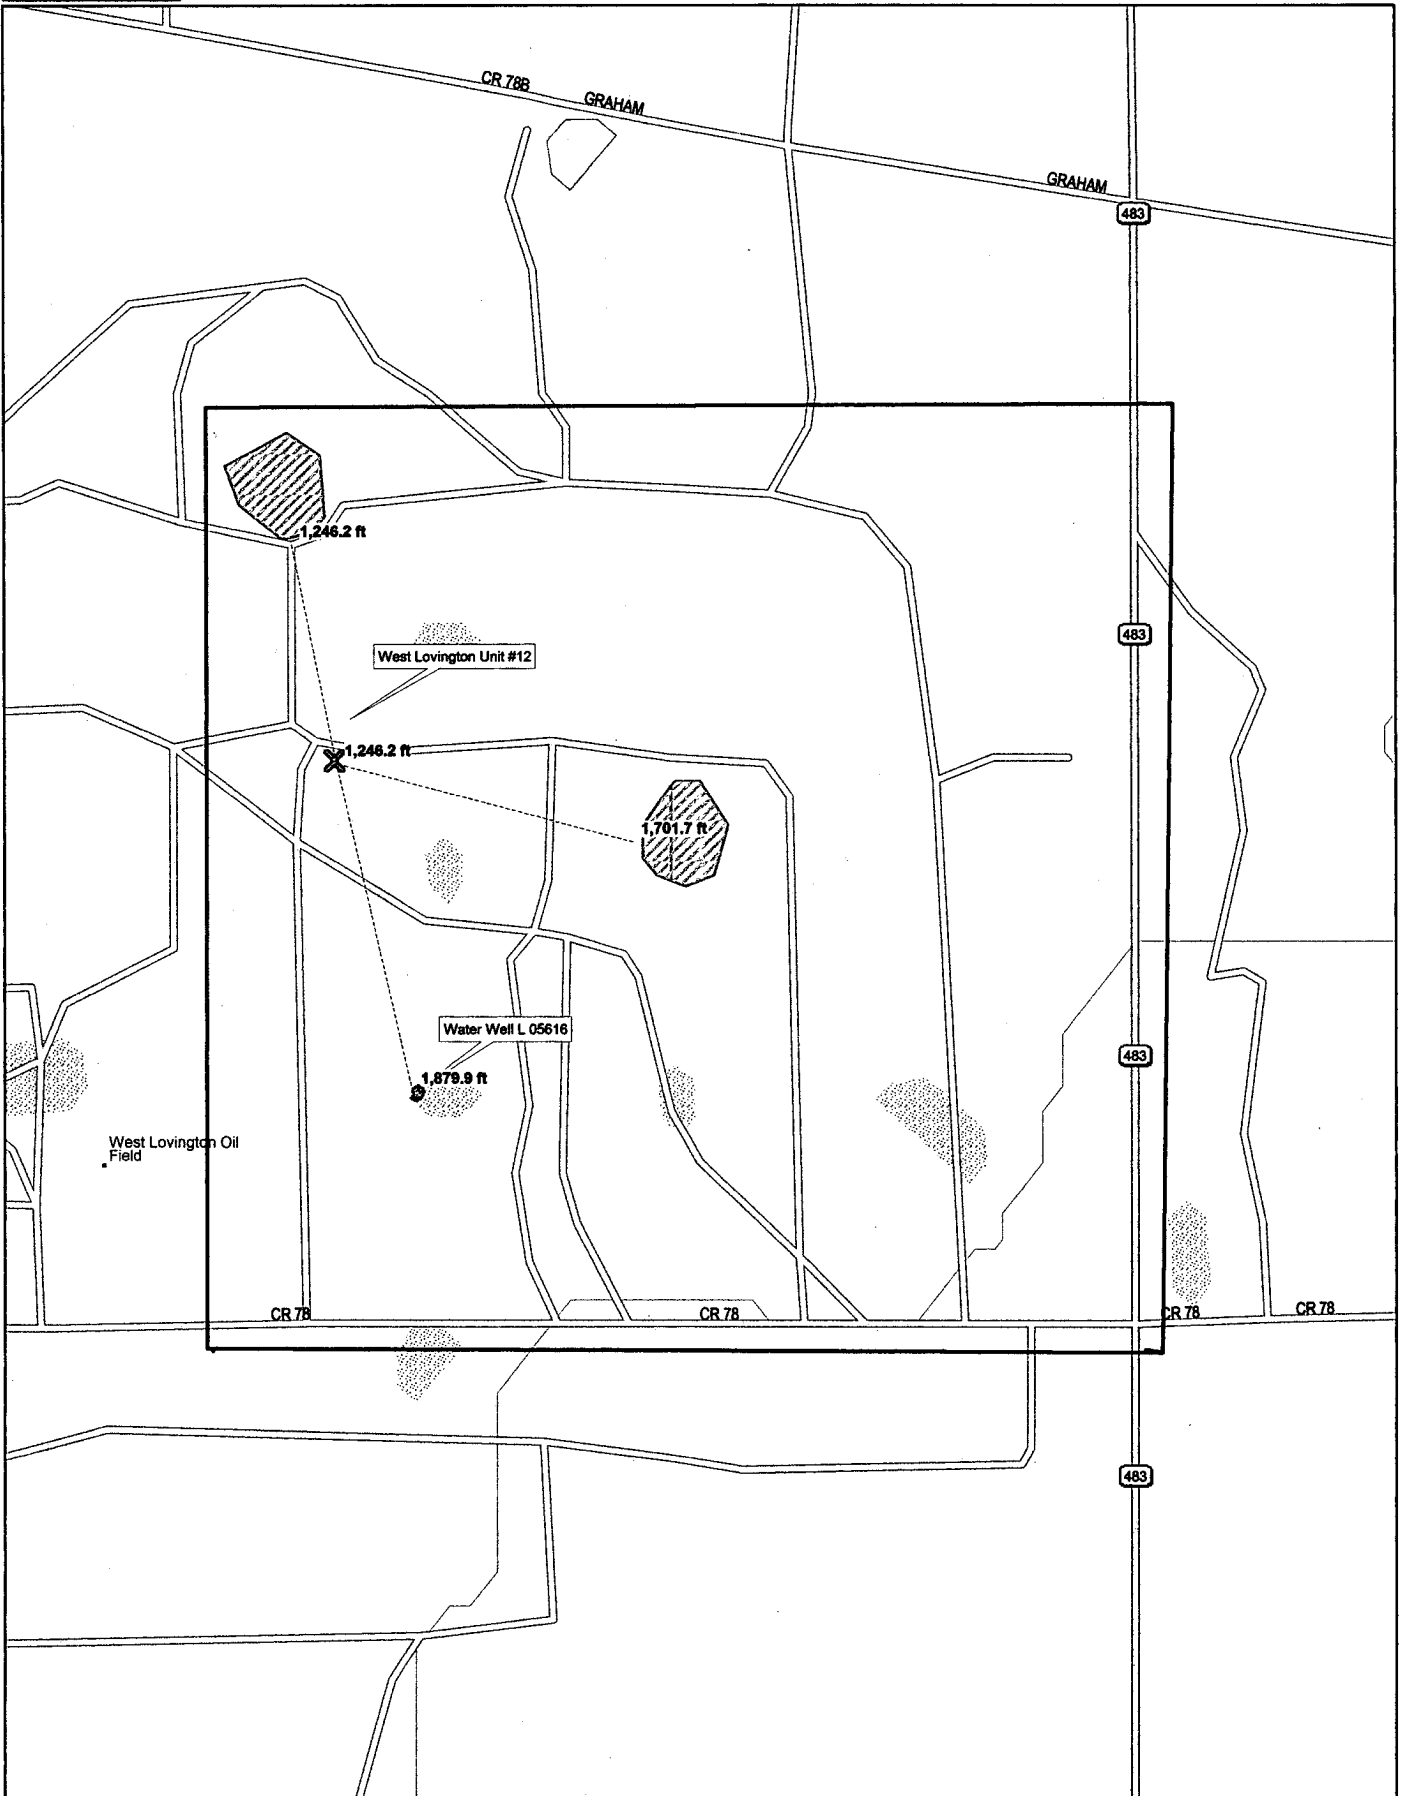 CR 78B
GRAHAM
GRAHAM
483
1,246.2 ft
483
West Lovington Unit #12
1,246.2 ft
1,701.7 ft
Water Well L 05616
483
1,879.9 ft
West Lovington Oil
Field
CR 78
CR 78
CR 78
CR 78
483